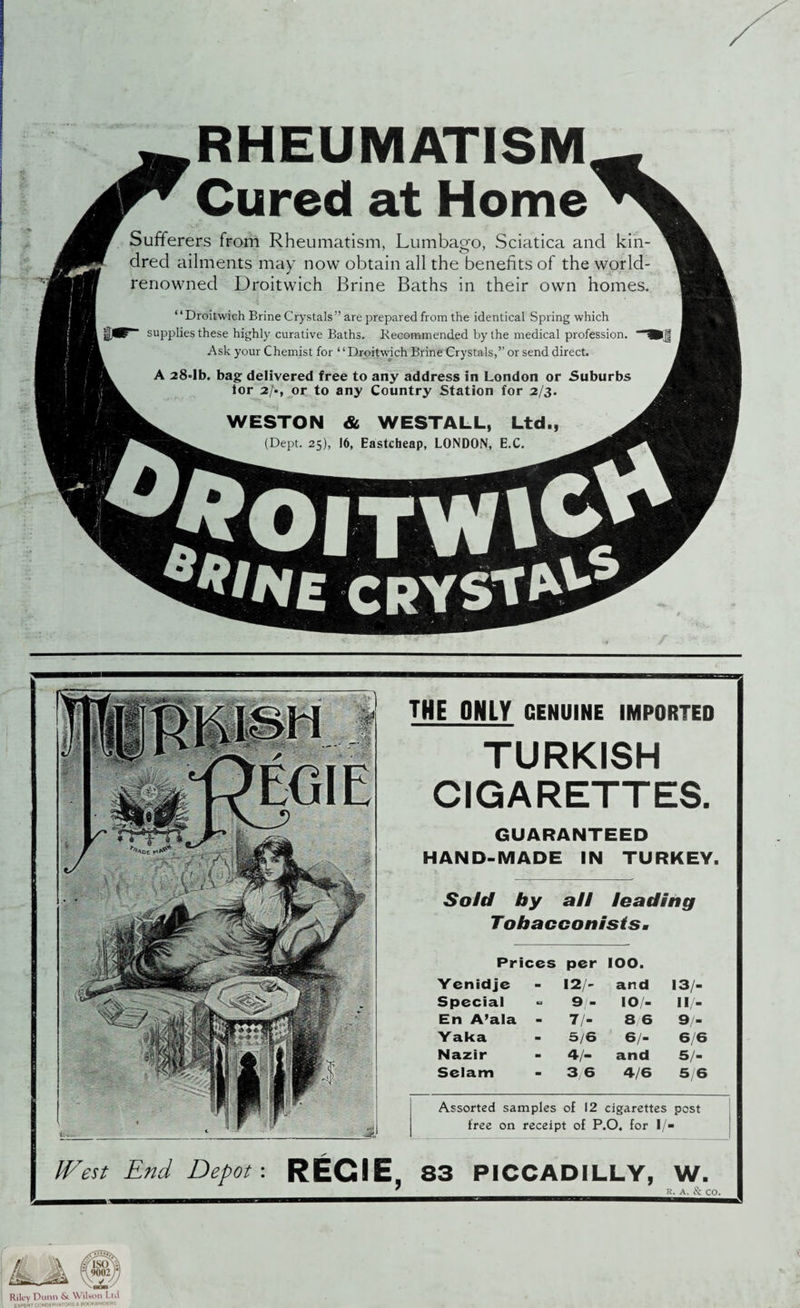 RHEUMATISM
Cured at Home
Sufferers from Rheumatism, Lumbago, Sciatica and kin-
dred ailments may now obtain all the benefits of the world-
renowned Droitwich Brine Baths in their own homes.
“Droitwich Brine Crystals” are prepared from the identical Spring which
supplies these highly curative Baths. Recommended by the medical profession.
Ask your Chemist for “Droitwich Brine Crystals,” or send direct.
A 28-lb. bag delivered free to any address in London or Suburbs
for 2/-, or to any Country Station for 2/3.
WESTON & WESTALL, Ltd.,
(Dept. 25), 16, Eastcheap, LONDON, E.C.
DROITWICH
BRINE CRYSTALS
TURKISH
RÉGIE
TRADE MARK
THE ONLY GENUINE IMPORTED
TURKISH
CIGARETTES.
GUARANTEED
HAND-MADE IN TURKEY.
Sold by all leading
Tobacconists.
Prices per 100.
Yenidje - 12/- and 13/-
Special - 9/- 10/- 11/-
En A’ala - 7/- 8/6 9/-
Yaka - 5/6 6/- 6/6
Nazir - 4/- and 5/-
Selam - 3/6 4/6 5/6
Assorted samples of 12 cigarettes post
free on receipt of P.O. for 1/-
West End Depot: RÉGIE, 83 PICCADILLY, W.
R. A. & CO.
ISO
9002
Riley Dunn & Wilson Ltd
EXPERT CONSERVATORS & BOOKBINDERS